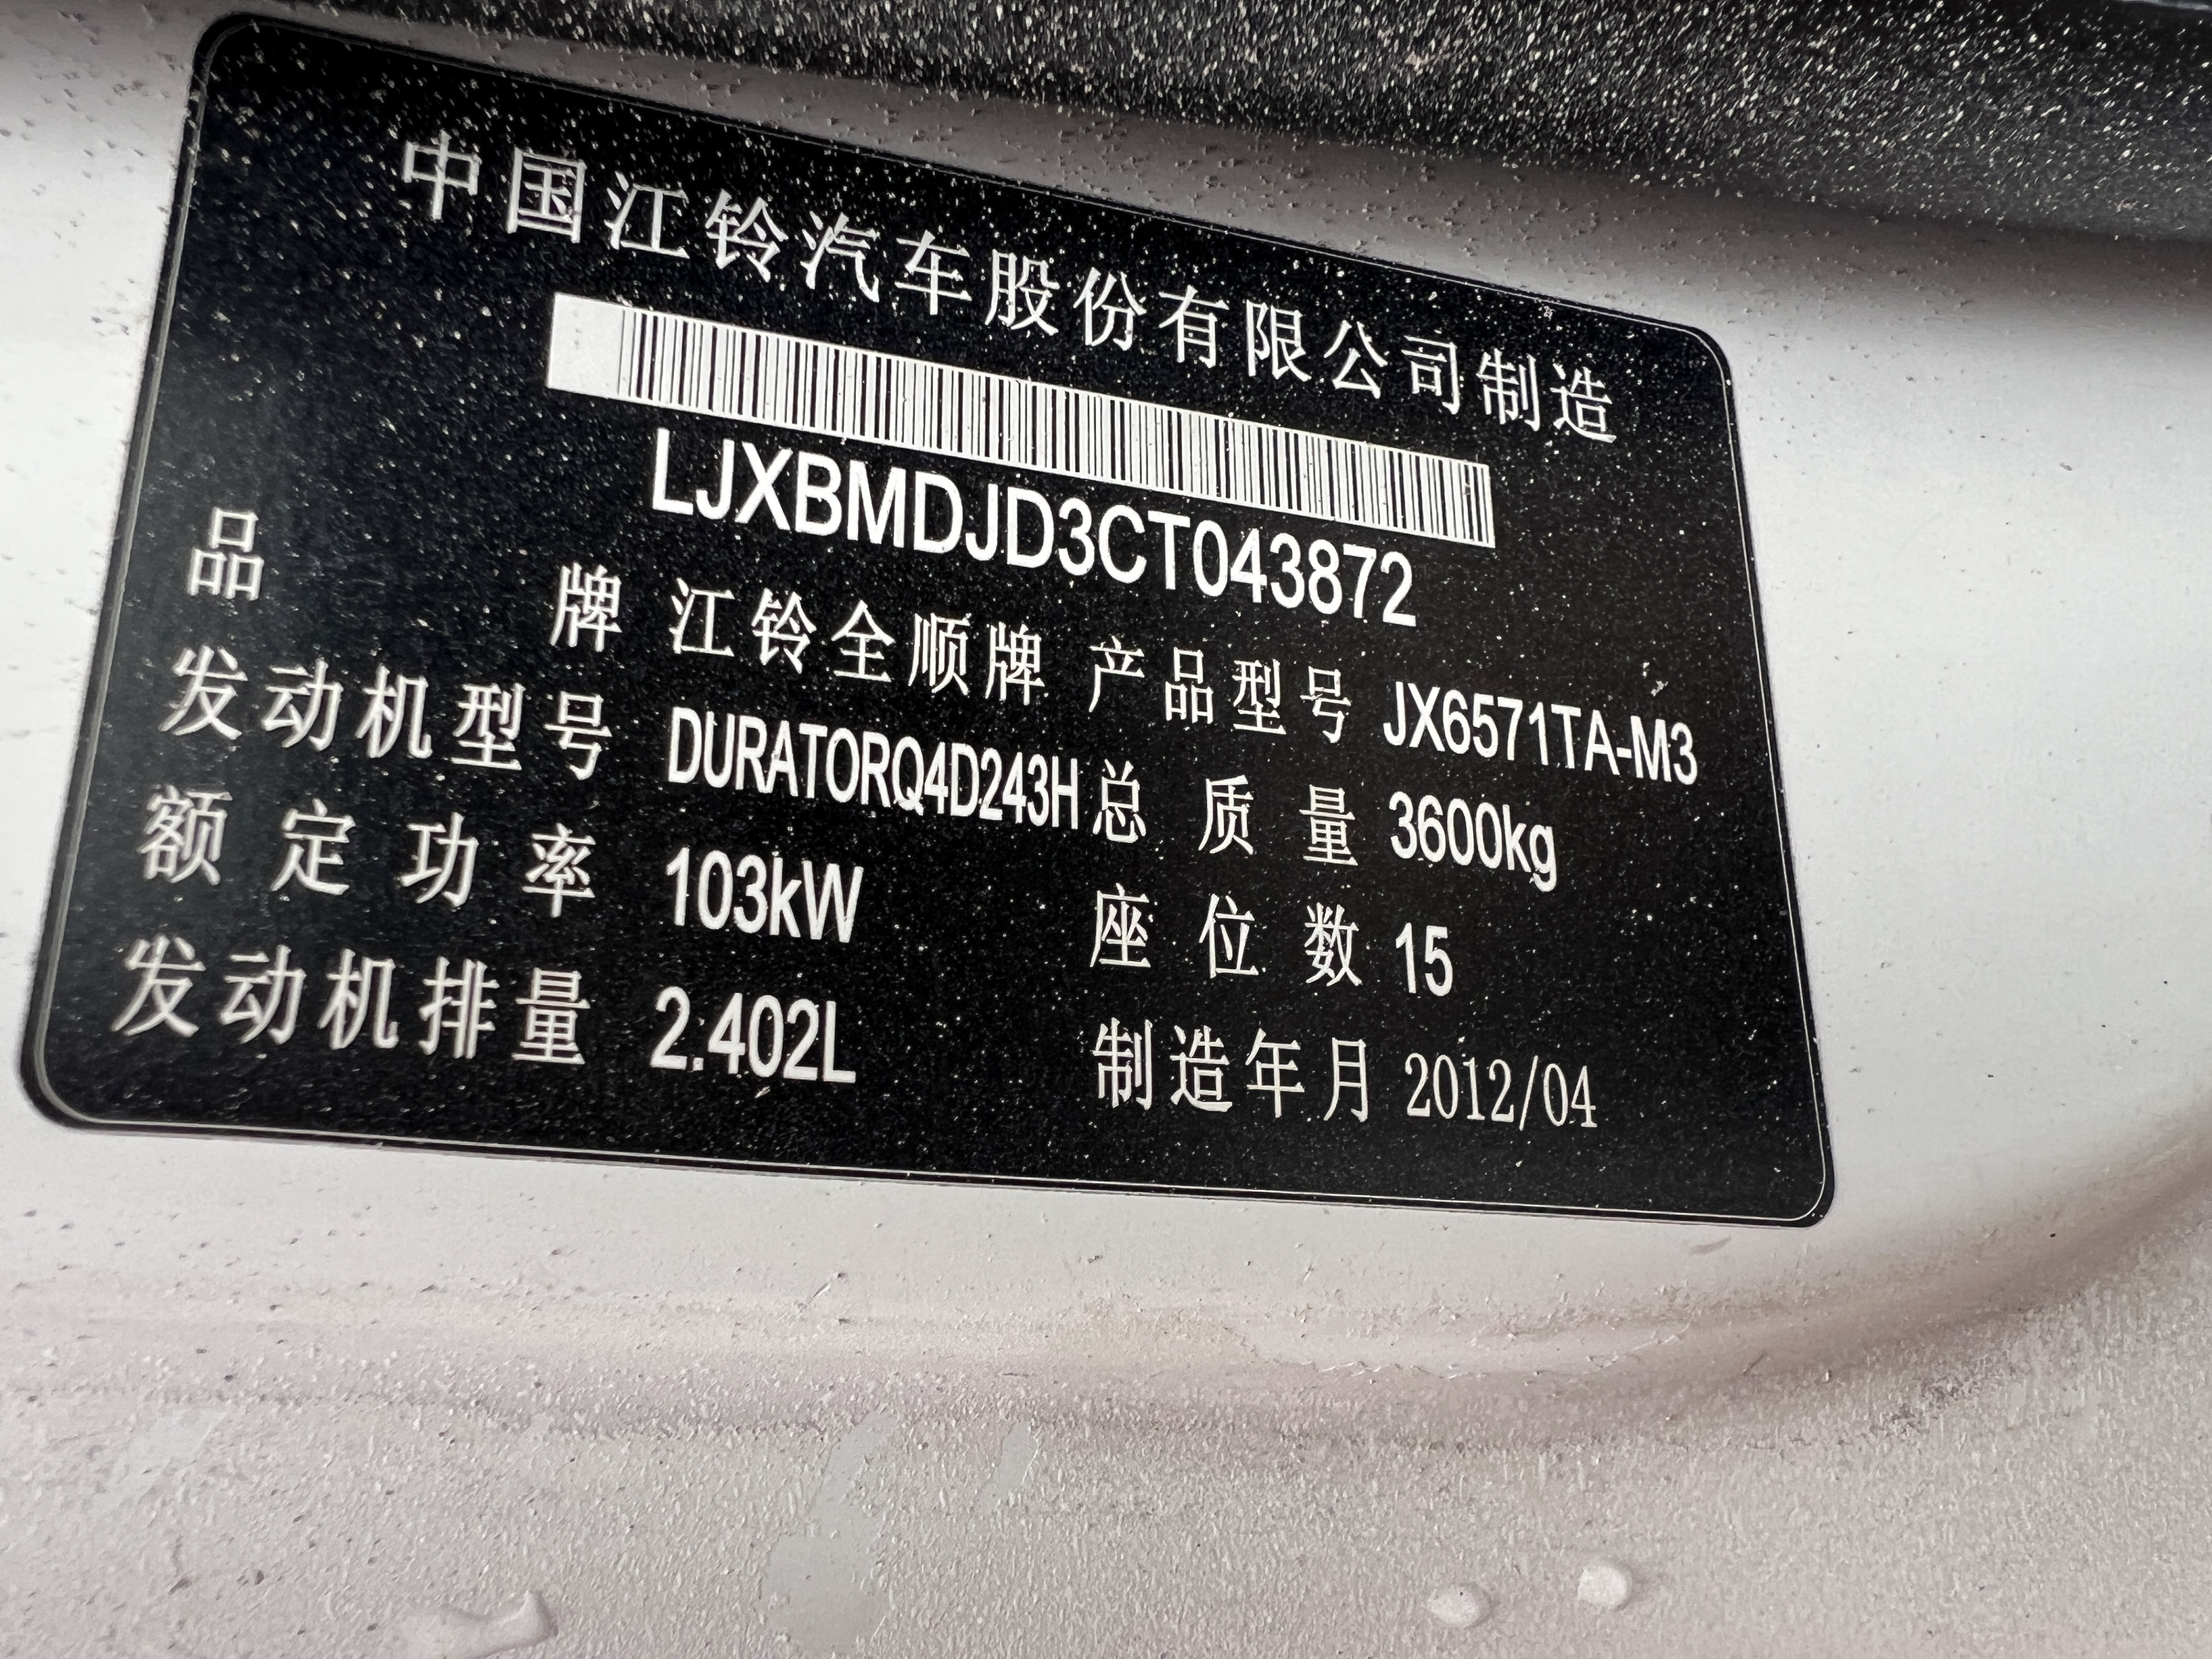 中国江铃汽车股份有限公司制造
LJXBMDJD3CT043872
品 牌 江铃全顺牌 产品型号 JX6571TA-M3
发动机型号 DURATORQ4D243H 总质量 3600kg
额定功率 103kW 座位数 15
发动机排量 2.402L 制造年月 2012/04